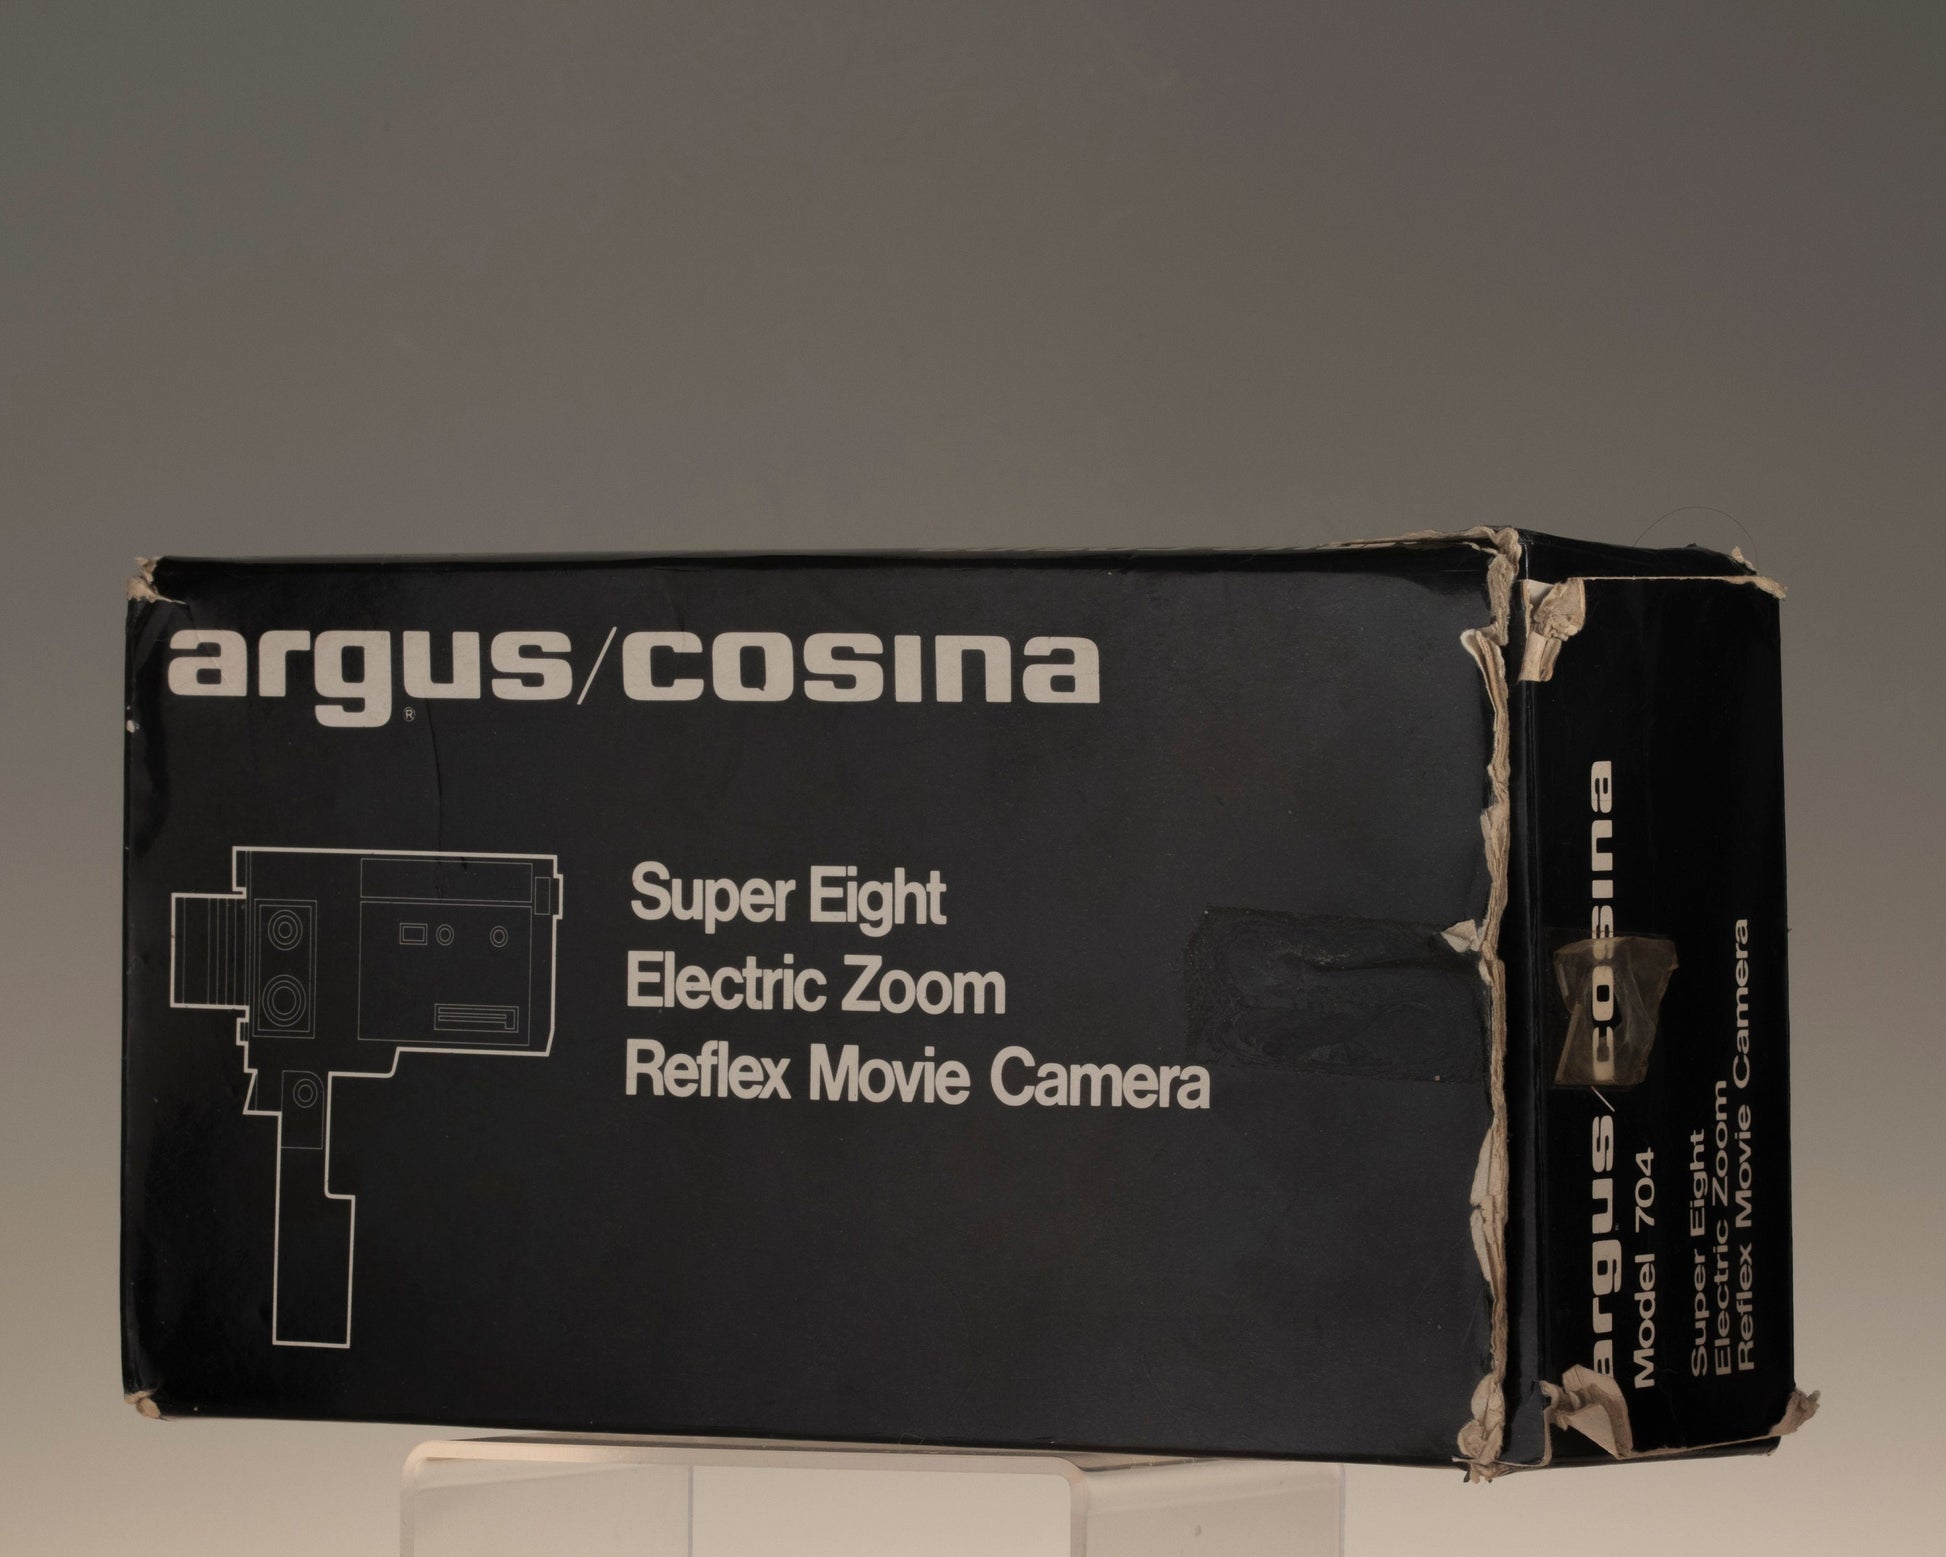 argus/cosina
®
Super Eight
Electric Zoom
Reflex Movie Camera
argus/cosina
Model 704
Super Eight
Electric Zoom
Reflex Movie Camera